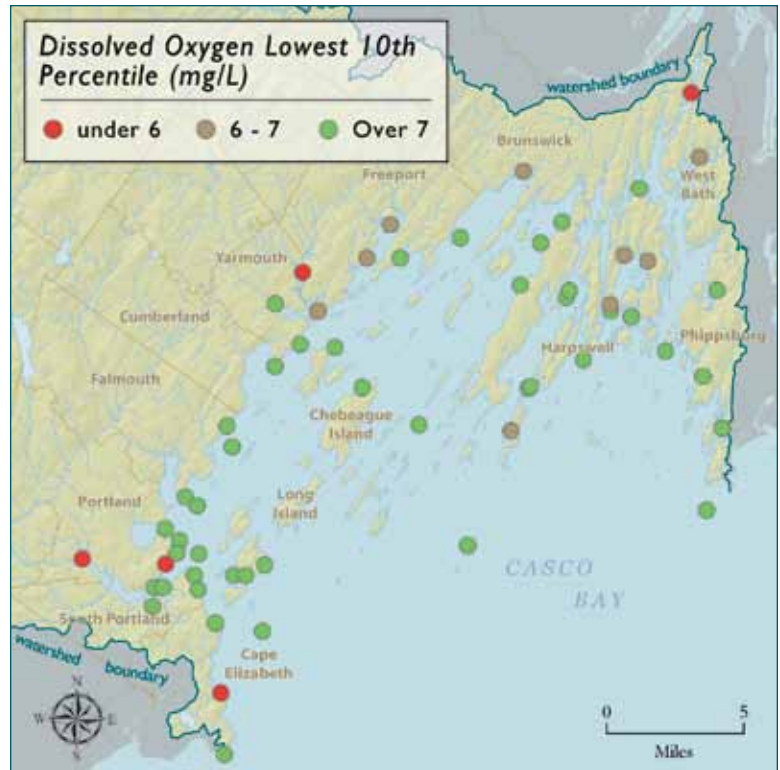 Dissolved Oxygen Lowest 10th
Percentile (mg/L)
under 6
6 - 7
Over 7
watershed boundary
Brunswick
Freeport
West
Bath
Yarmouth
Cumberland
Phippsburg
Harpswell
Falmouth
Chebeague
Island
Long
Island
Portland
CASCO
BAY
South Portland
watershed boundary
Cape
Elizabeth
N
W
E
S
0
5
Miles